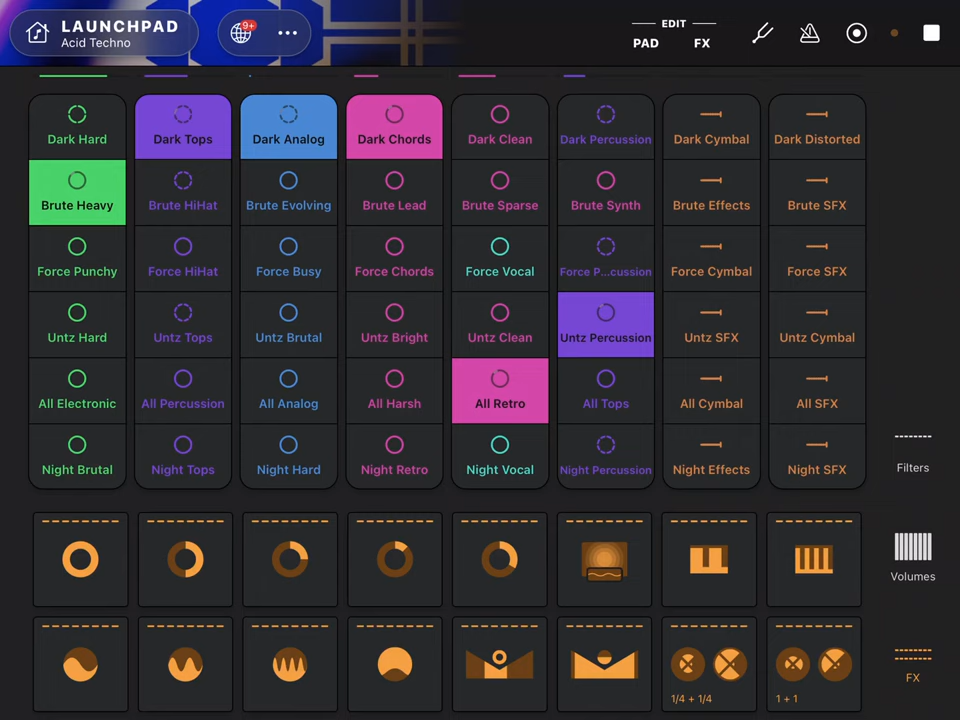 LAUNCHPAD
Acid Techno
9+
EDIT
PAD FX
Dark Hard Dark Tops Dark Analog Dark Chords Dark Clean Dark Percussion Dark Cymbal Dark Distorted
Brute Heavy Brute HiHat Brute Evolving Brute Lead Brute Sparse Brute Synth Brute Effects Brute SFX
Force Punchy Force HiHat Force Busy Force Chords Force Vocal Force P...cussion Force Cymbal Force SFX
Untz Hard Untz Tops Untz Brutal Untz Bright Untz Clean Untz Percussion Untz SFX Untz Cymbal
All Electronic All Percussion All Analog All Harsh All Retro All Tops All Cymbal All SFX
Night Brutal Night Tops Night Hard Night Retro Night Vocal Night Percussion Night Effects Night SFX
Filters
Volumes
FX
1/4 + 1/4
1 + 1